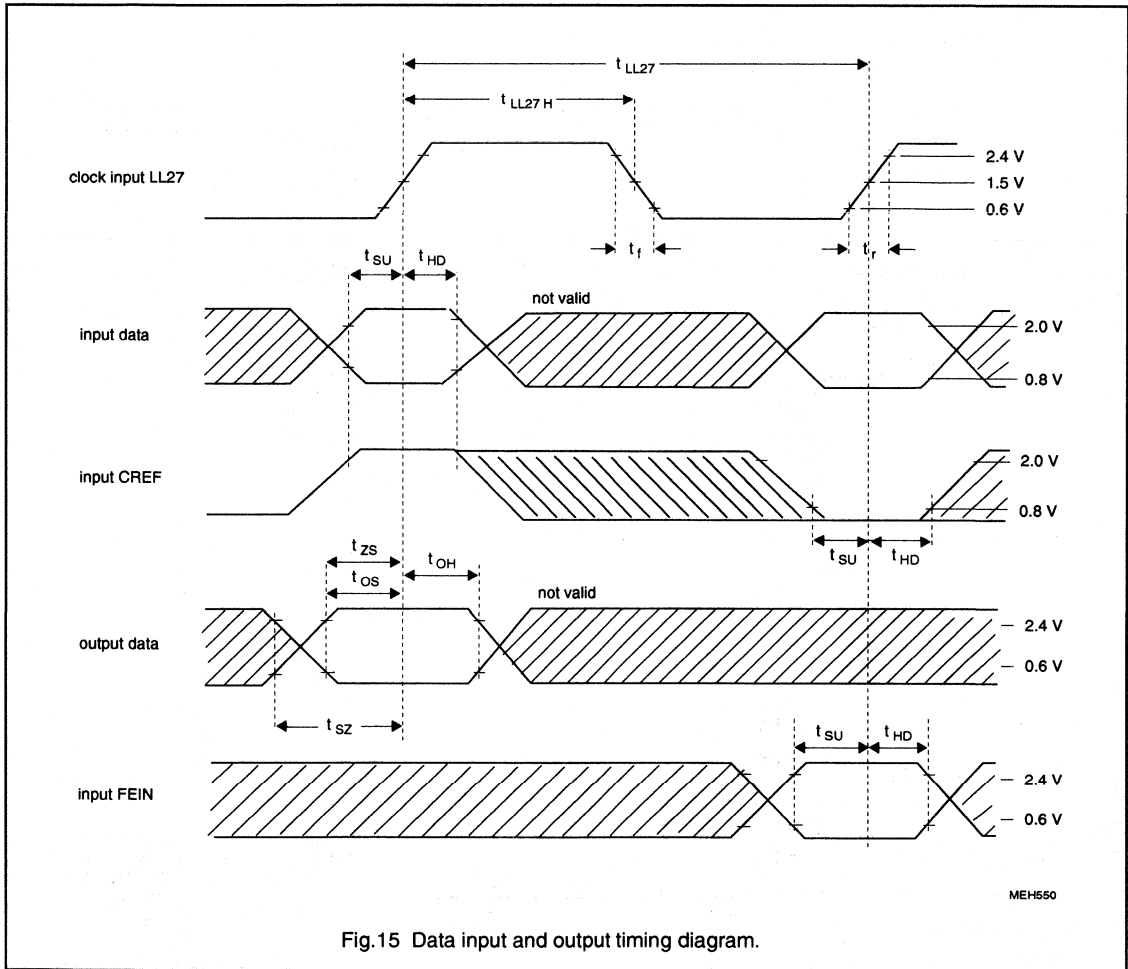 t LL27
t LL27 H
clock input LL27
2.4 V
1.5 V
0.6 V
t f
t r
t SU
t HD
not valid
input data
2.0 V
0.8 V
input CREF
2.0 V
0.8 V
t SU
t HD
t ZS
t OS
t OH
not valid
output data
2.4 V
0.6 V
t SZ
t SU
t HD
input FEIN
2.4 V
0.6 V
MEH550
Fig.15 Data input and output timing diagram.